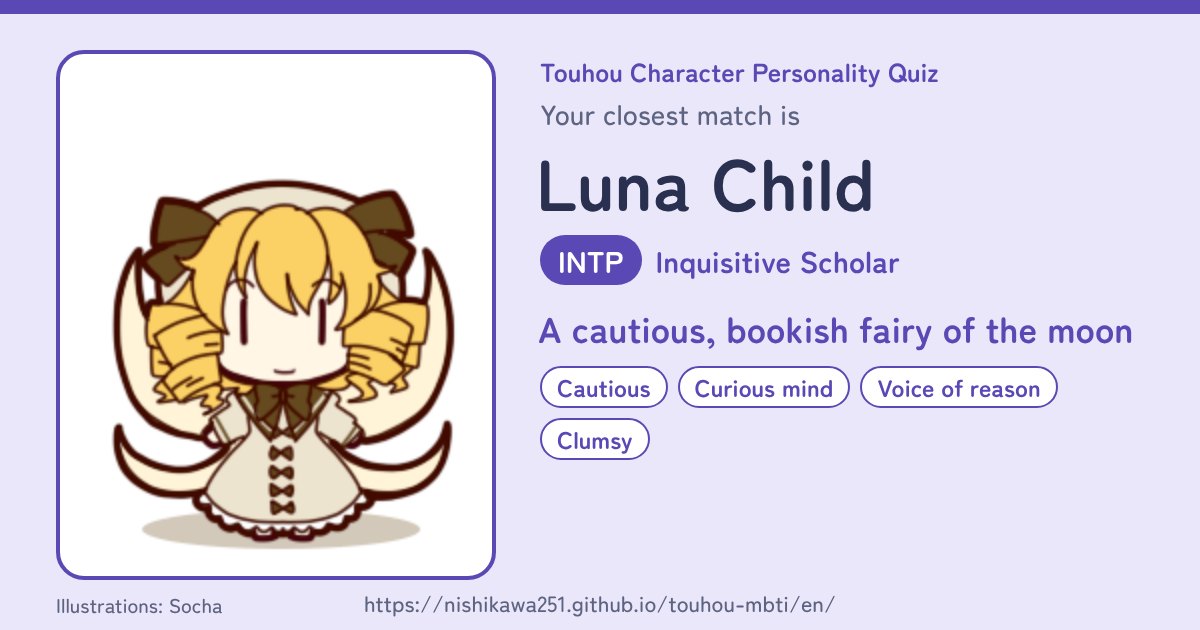 Touhou Character Personality Quiz
Your closest match is
Luna Child
INTP Inquisitive Scholar
A cautious, bookish fairy of the moon
Cautious Curious mind Voice of reason
Clumsy
Illustrations: Socha https://nishikawa251.github.io/touhou-mbti/en/